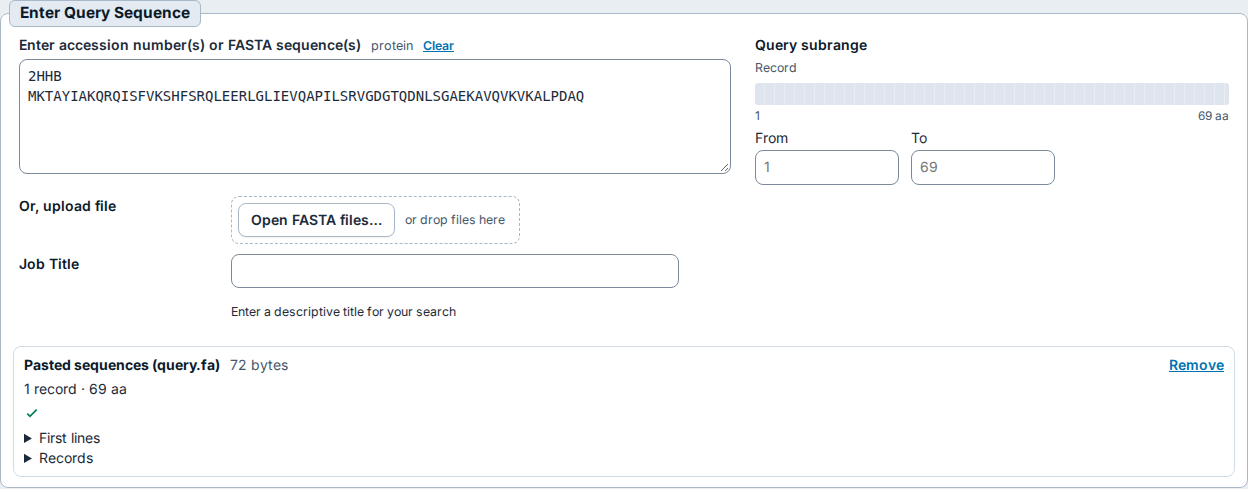 Enter Query Sequence
Enter accession number(s) or FASTA sequence(s) protein Clear
2HHB
MKTAYIAKQRQISFVKSHFSRQLEERLGLIEVQAPILSRVGDGTQDNLSGAEKAVQVKVKALPDAQ
Query subrange
Record
1 69 aa
From To
1 69
Or, upload file
Open FASTA files... or drop files here
Job Title
Enter a descriptive title for your search
Pasted sequences (query.fa) 72 bytes Remove
1 record · 69 aa
First lines
Records